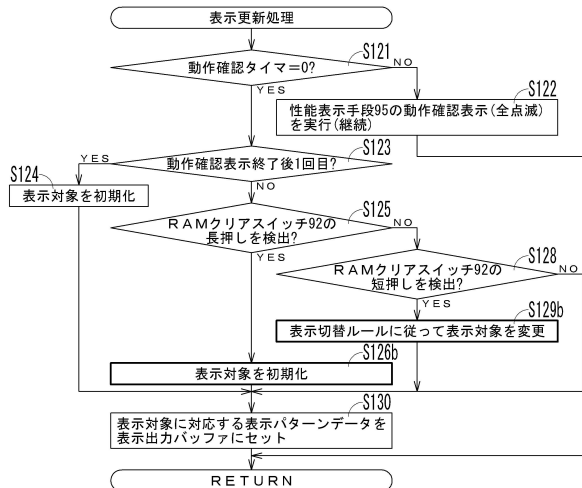 表示更新処理
S121
動作確認タイマ=0?
NO
YES
S122
性能表示手段95の動作確認表示(全点滅)
を実行(継続)
S123
動作確認表示終了後1回目?
YES
NO
S124
表示対象を初期化
S125
RAMクリアスイッチ92の
長押しを検出?
NO
YES
S128
RAMクリアスイッチ92の
短押しを検出?
NO
YES
S129b
表示切替ルールに従って表示対象を変更
S126b
表示対象を初期化
S130
表示対象に対応する表示パターンデータを
表示出力バッファにセット
RETURN